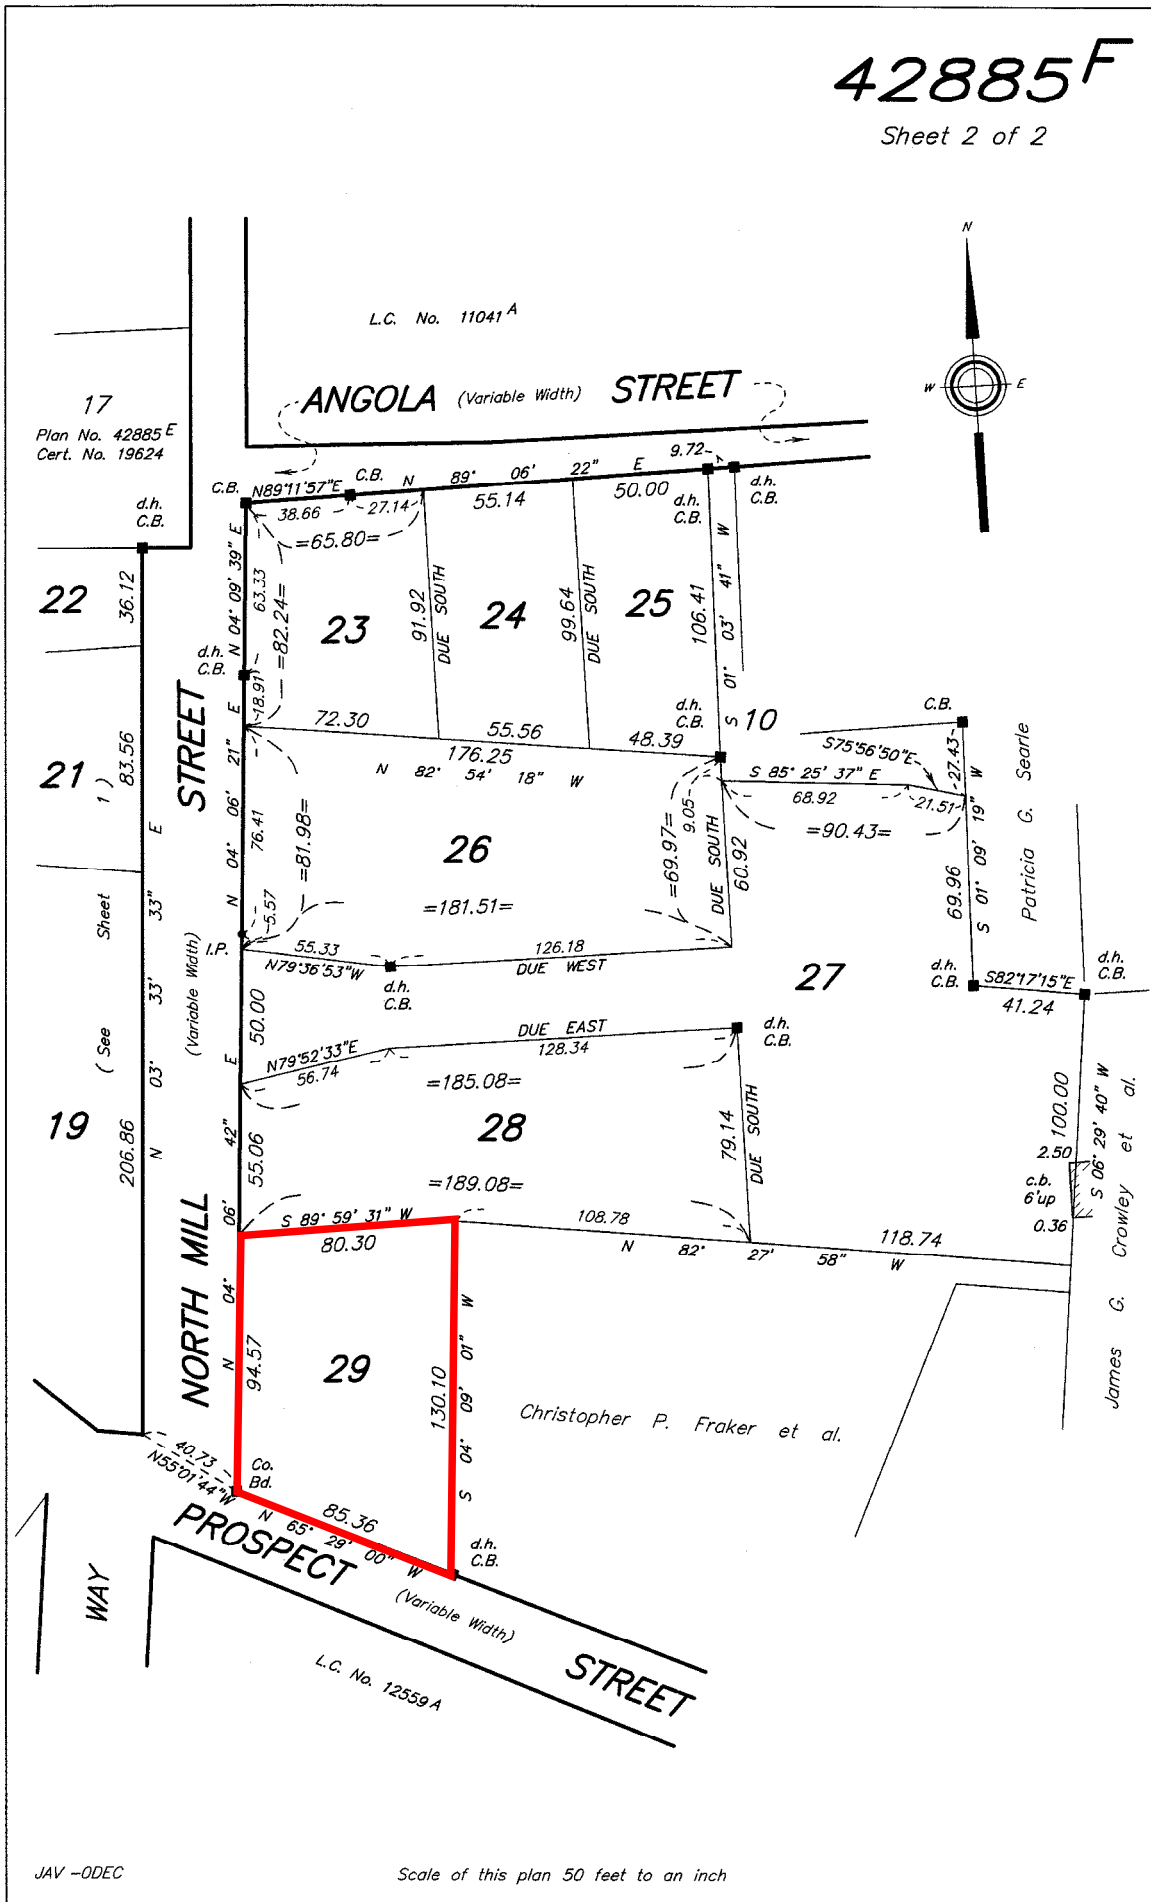 42885 F
Sheet 2 of 2
N
W
E
L.C. No. 11041 A
ANGOLA (Variable Width) STREET
17
Plan No. 42885 E
Cert. No. 19624
9.72
C.B.
N89°11'57"E
C.B.
N 89° 06' 22" E
38.66
27.14
55.14
50.00
d.h.
C.B.
d.h.
C.B.
d.h.
C.B.
=65.80=
22
36.12
N 04° 09' 39" E
63.33
=82.24=
23
91.92
DUE SOUTH
24
99.64
DUE SOUTH
25
106.41
S 01° 03' 41" W
d.h.
C.B.
18.91
72.30
55.56
48.39
176.25
N 82° 54' 18" W
d.h.
C.B.
10
C.B.
S75°56'50"E
27.43
S 85° 25' 37" E
68.92
21.51
=90.43=
9.05
=69.97=
DUE SOUTH
60.92
69.96
S 01° 09' 19" W
Patricia G. Searle
21
83.56
(See Sheet 1)
N 03° 33' 33" E
NORTH MILL STREET
(Variable Width)
N 04° 06' 21" E
76.41
=81.98=
5.57
26
=181.51=
I.P.
55.33
N79°36'53"W
126.18
DUE WEST
d.h.
C.B.
27
d.h.
C.B.
S82°17'15"E
41.24
d.h.
C.B.
50.00
N79°52'33"E
56.74
DUE EAST
128.34
d.h.
C.B.
=185.08=
19
206.86
N 04° 06' 42" E
55.06
28
79.14
DUE SOUTH
100.00
S 06° 29' 40" W
2.50
c.b.
6'up
0.36
James G. Crowley et al.
=189.08=
S 89° 59' 31" W
80.30
108.78
118.74
N 82° 27' 58" W
94.57
29
130.10
S 04° 09' 01" W
Christopher P. Fraker et al.
40.73
N55°01'44"W
Co.
Bd.
85.36
N 65° 29' 00" W
d.h.
C.B.
PROSPECT STREET
(Variable Width)
WAY
L.C. No. 12559 A
JAV -0DEC
Scale of this plan 50 feet to an inch